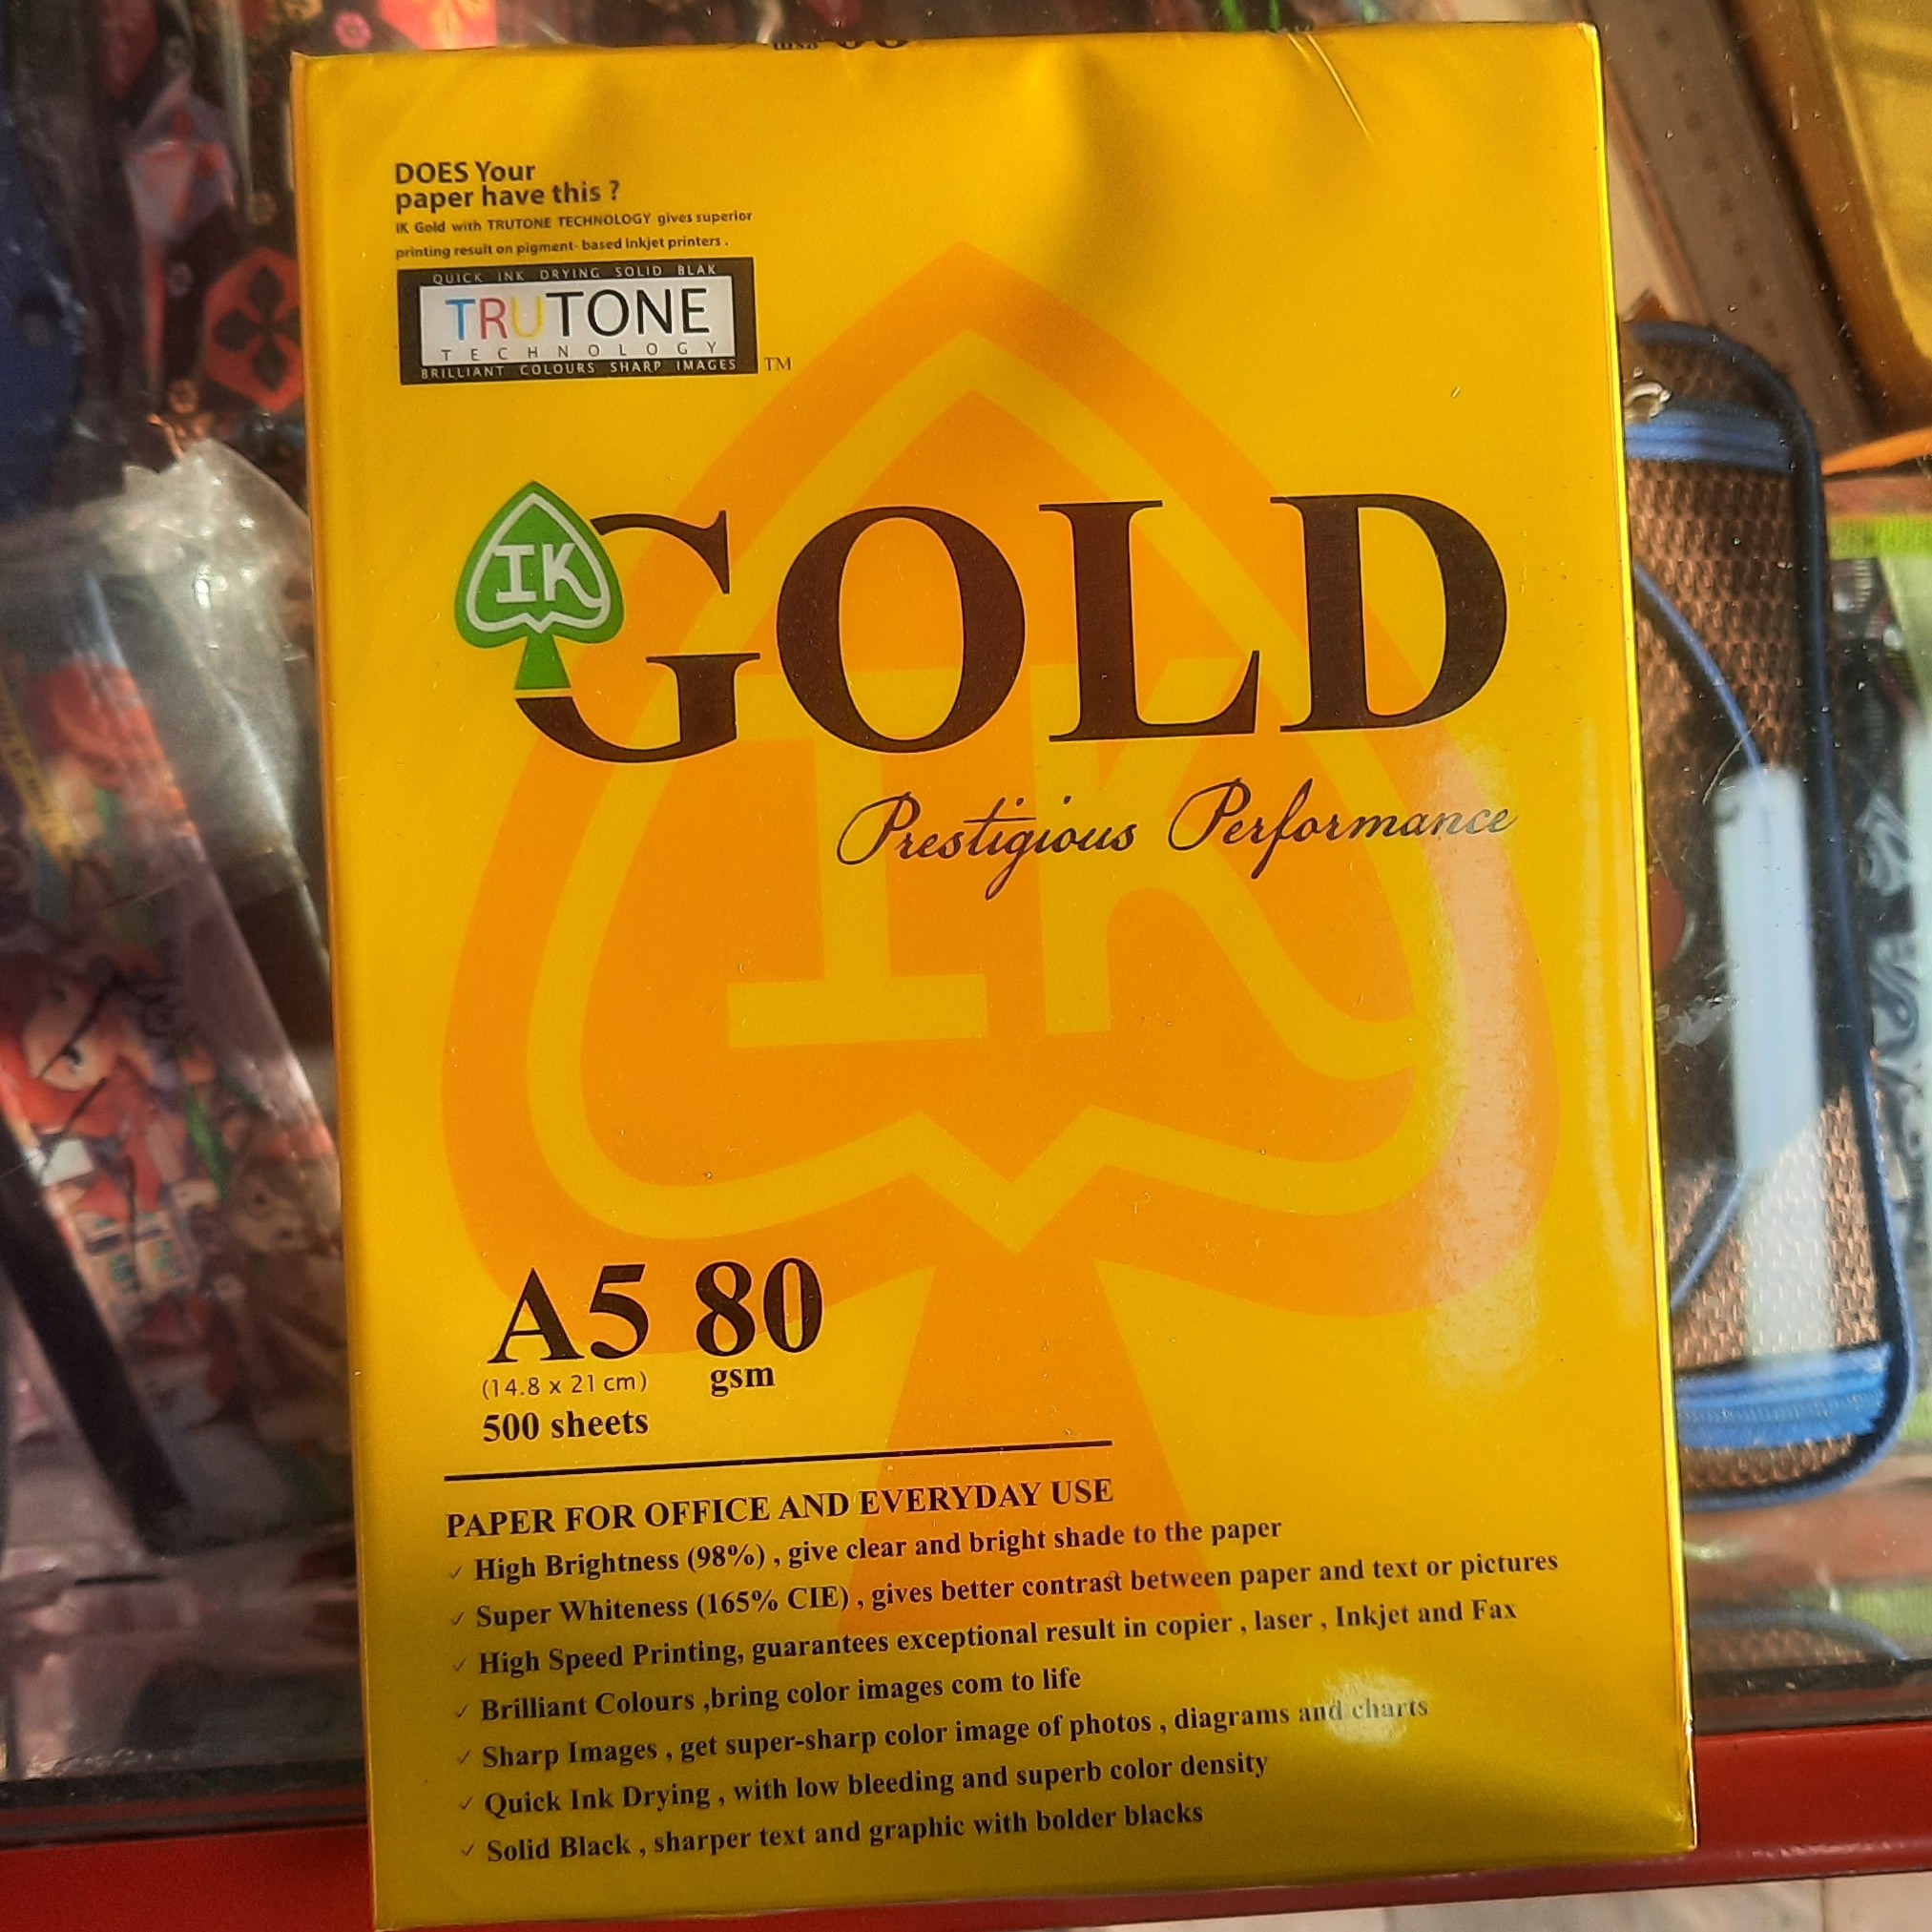 DOES Your
paper have this ?
IK Gold with TRUTONE TECHNOLOGY gives superior
printing result on pigment- based inkjet printers .
QUICK INK DRYING SOLID BLAK
TRUTONE
TECHNOLOGY
BRILLIANT COLOURS SHARP IMAGES
TM
IK
GOLD
Prestigious Performance
IK
A5 80
(14.8 x 21 cm) gsm
500 sheets
PAPER FOR OFFICE AND EVERYDAY USE
✓ High Brightness (98%) , give clear and bright shade to the paper
✓ Super Whiteness (165% CIE) , gives better contrast between paper and text or pictures
✓ High Speed Printing, guarantees exceptional result in copier , laser , Inkjet and Fax
✓ Brilliant Colours ,bring color images com to life
✓ Sharp Images , get super-sharp color image of photos , diagrams and charts
✓ Quick Ink Drying , with low bleeding and superb color density
✓ Solid Black , sharper text and graphic with bolder blacks